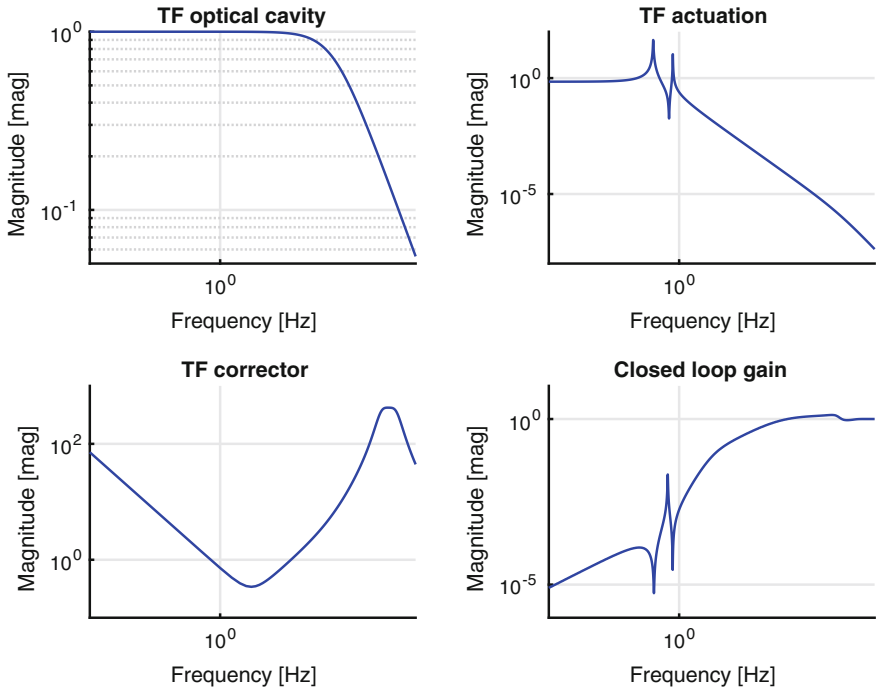 TF optical cavity
10^0
10^-1
Magnitude [mag]
10^0
Frequency [Hz]
TF actuation
10^0
10^-5
Magnitude [mag]
10^0
Frequency [Hz]
TF corrector
10^2
10^0
Magnitude [mag]
10^0
Frequency [Hz]
Closed loop gain
10^0
10^-5
Magnitude [mag]
10^0
Frequency [Hz]